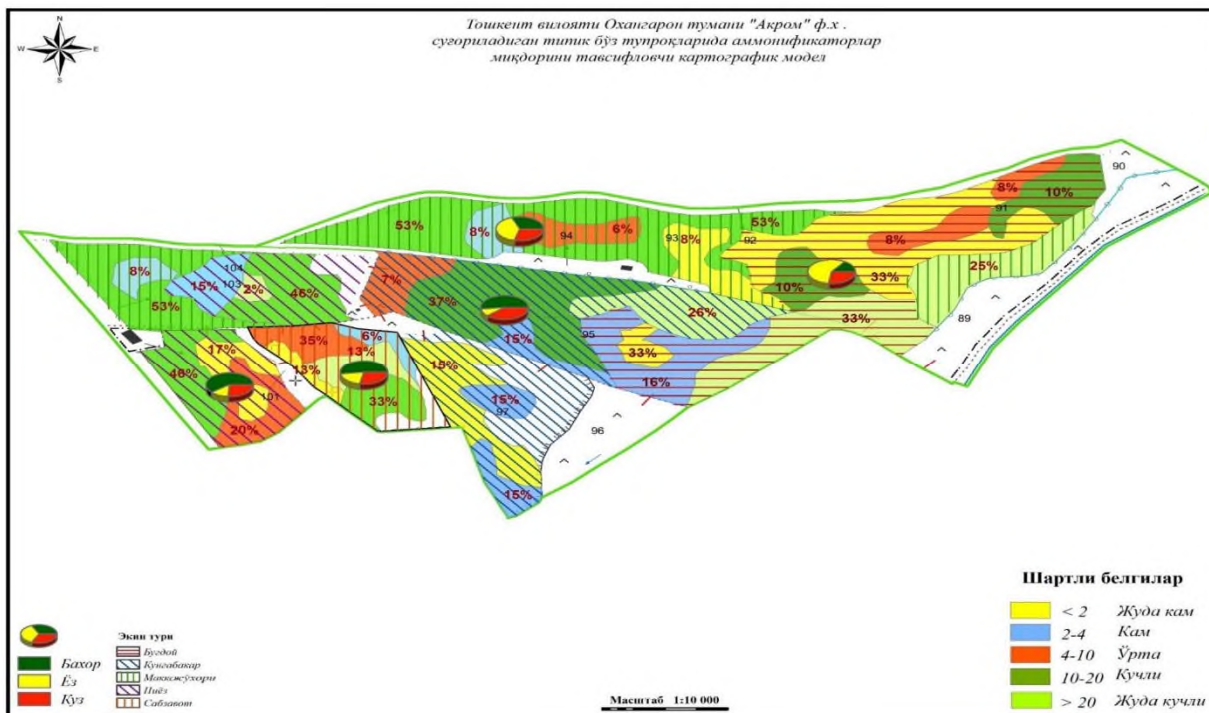 N
W
E
S
Тошкент вилояти Охангарон тумани "Акром" ф.х .
суғориладиган типик бўз тупроқларида аммонификаторлар
миқдорини тавсифловчи картографик модел
90
8%
10%
91
53%
8%
94
6%
93
8%
53%
92
8%
25%
8%
104
15%
103
2%
46%
7%
37%
10%
33%
53%
26%
33%
89
17%
35%
6%
13%
15%
95
33%
46%
13%
15%
16%
101
33%
15%
97
20%
96
15%
Бахор
Ёз
Куз
Экин тури
Буғдой
Кунгабакар
Маккажўхори
Пиёз
Сабзавот
Масштаб 1:10 000
Шартли белгилар
< 2 Жуда кам
2-4 Кам
4-10 Ўрта
10-20 Кучли
> 20 Жуда кучли